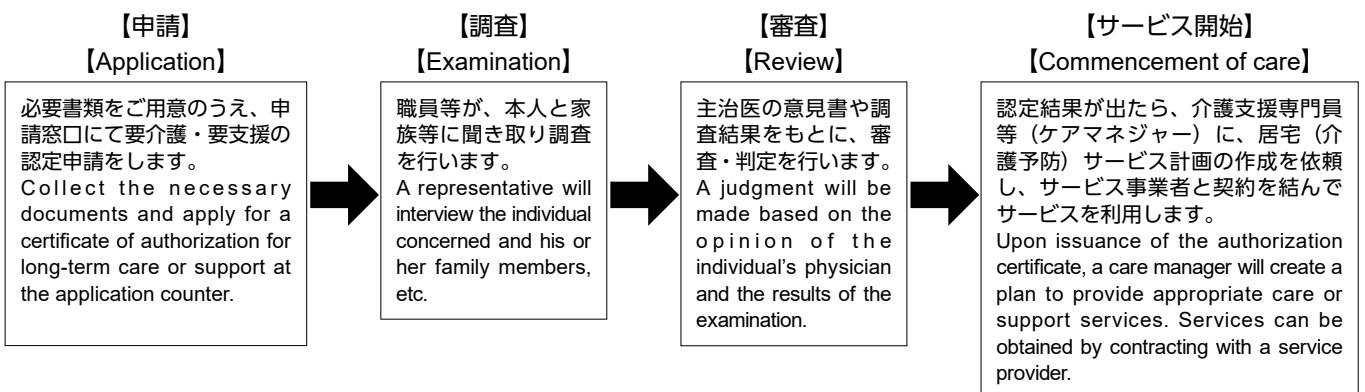 【申請】
【Application】
必要書類をご用意のうえ、申
請窓口にて要介護・要支援の
認定申請をします。
Collect the necessary
documents and apply for a
certificate of authorization for
long-term care or support at
the application counter.
【調査】
【Examination】
職員等が、本人と家
族等に聞き取り調査
を行います。
A representative will
interview the individual
concerned and his or
her family members,
etc.
【審査】
【Review】
主治医の意見書や調
査結果をもとに、審
査・判定を行います。
A judgment will be
made based on the
opinion of the
individual's physician
and the results of the
examination.
【サービス開始】
【Commencement of care】
認定結果が出たら、介護支援専門員
等（ケアマネジャー）に、居宅（介
護予防）サービス計画の作成を依頼
し、サービス事業者と契約を結んで
サービスを利用します。
Upon issuance of the authorization
certificate, a care manager will create a
plan to provide appropriate care or
support services. Services can be
obtained by contracting with a service
provider.